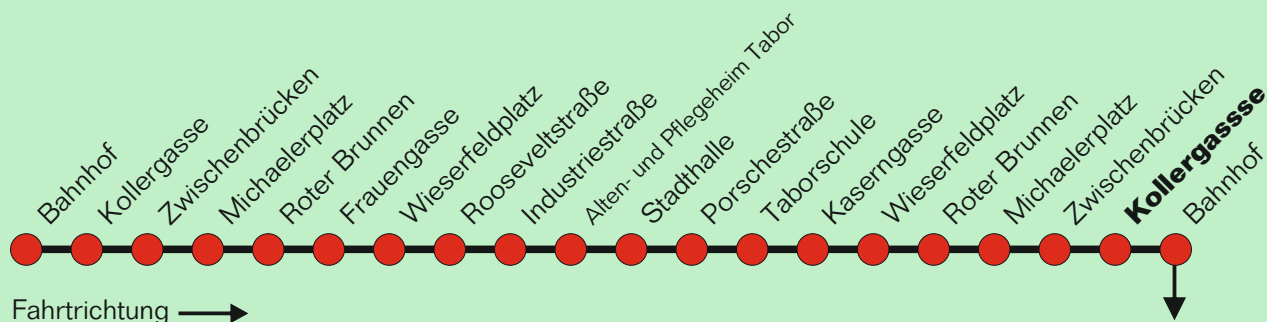 Bahnhof
Kollergasse
Zwischenbrücken
Michaelerplatz
Roter Brunnen
Frauengasse
Wieserfeldplatz
Rooseveltstraße
Industriestraße
Alten- und Pflegeheim Tabor
Stadthalle
Porschestraße
Taborschule
Kaserngasse
Wieserfeldplatz
Roter Brunnen
Michaelerplatz
Zwischenbrücken
Kollergassse
Bahnhof
Fahrtrichtung